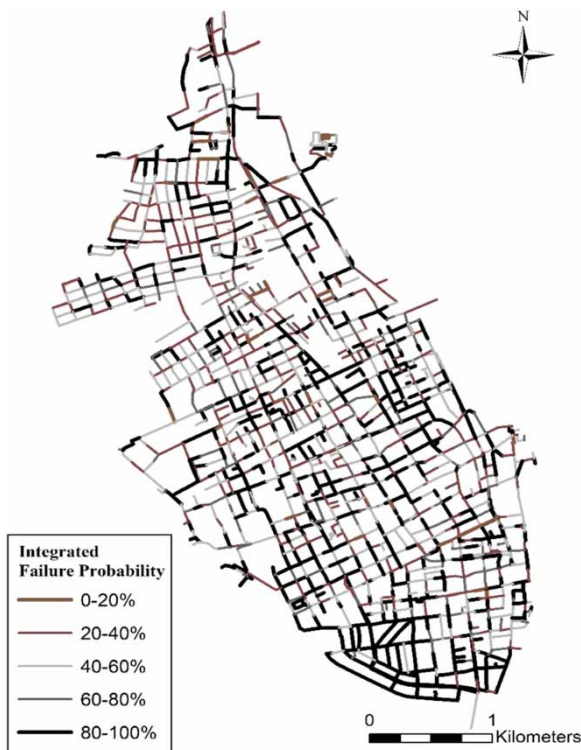 N
Integrated
Failure Probability
0-20%
20-40%
40-60%
60-80%
80-100%
0 1
Kilometers